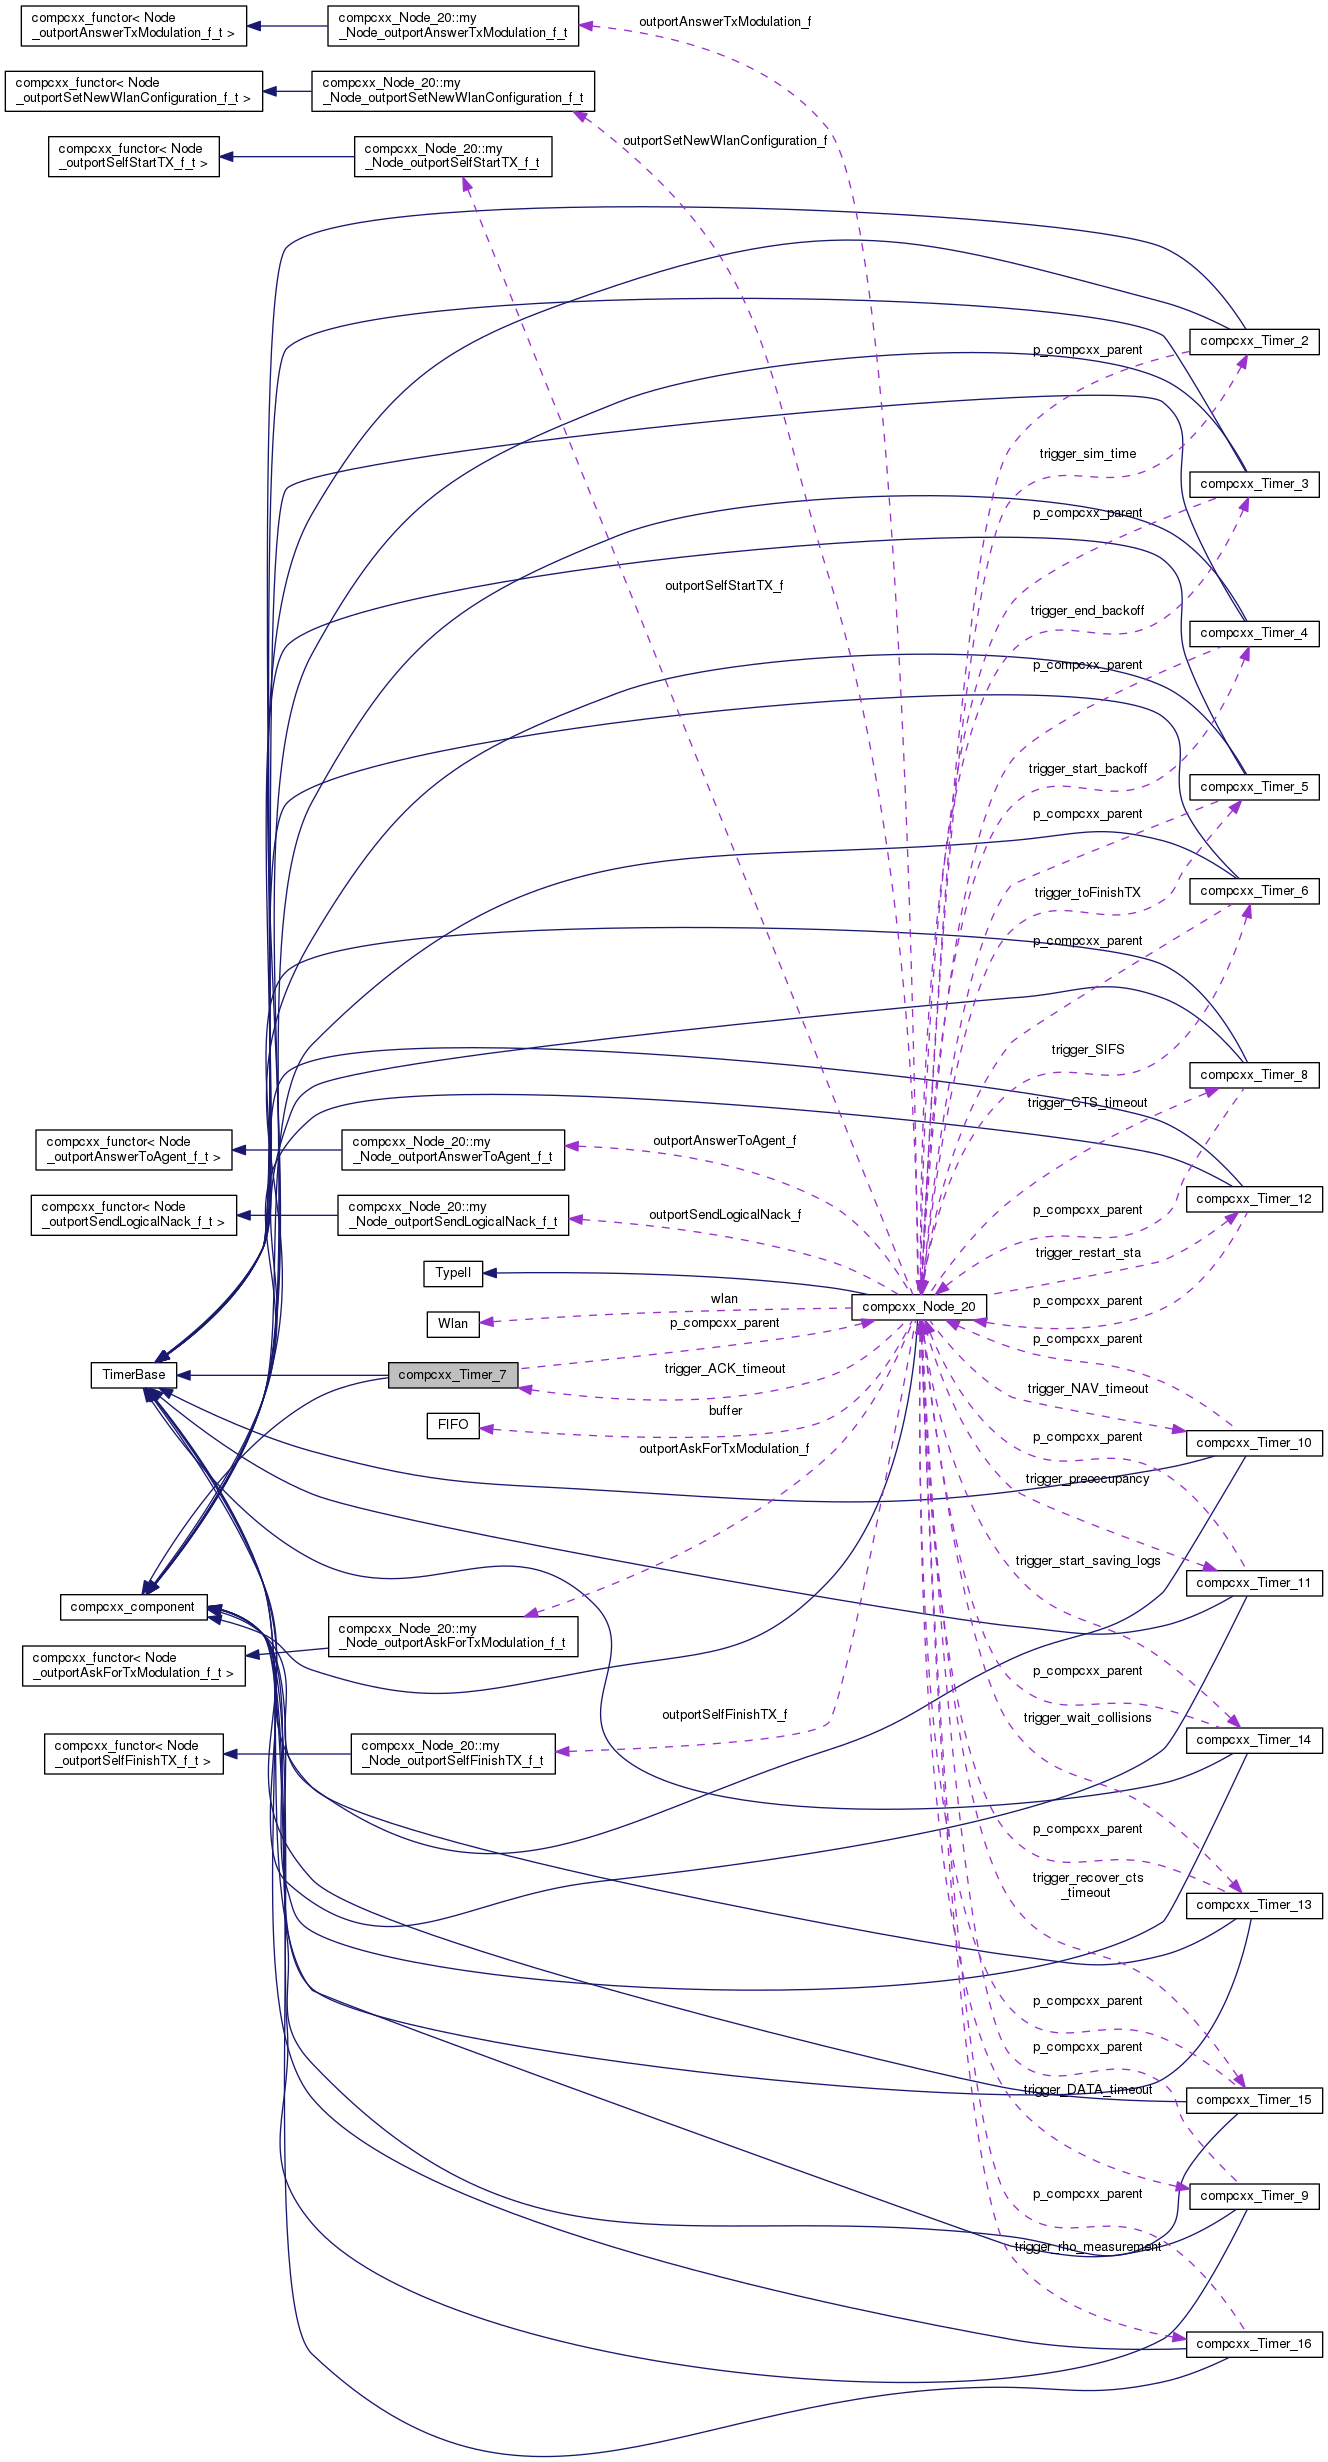 compcxx_functor< Node
_outportAnswerTxModulation_f_t >
compcxx_Node_20::my
_Node_outportAnswerTxModulation_f_t
outportAnswerTxModulation_f
compcxx_functor< Node
_outportSetNewWlanConfiguration_f_t >
compcxx_Node_20::my
_Node_outportSetNewWlanConfiguration_f_t
outportSetNewWlanConfiguration_f
compcxx_functor< Node
_outportSelfStartTX_f_t >
compcxx_Node_20::my
_Node_outportSelfStartTX_f_t
compcxx_Timer_2
p_compcxx_parent
trigger_sim_time
compcxx_Timer_3
p_compcxx_parent
outportSelfStartTX_f
trigger_end_backoff
compcxx_Timer_4
p_compcxx_parent
trigger_start_backoff
compcxx_Timer_5
p_compcxx_parent
trigger_toFinishTX
compcxx_Timer_6
p_compcxx_parent
trigger_SIFS
compcxx_Timer_8
trigger_CTS_timeout
compcxx_functor< Node
_outportAnswerToAgent_f_t >
compcxx_Node_20::my
_Node_outportAnswerToAgent_f_t
outportAnswerToAgent_f
compcxx_functor< Node
_outportSendLogicalNack_f_t >
compcxx_Node_20::my
_Node_outportSendLogicalNack_f_t
outportSendLogicalNack_f
p_compcxx_parent
compcxx_Timer_12
trigger_restart_sta
TypeII
wlan
compcxx_Node_20
p_compcxx_parent
Wlan
p_compcxx_parent
p_compcxx_parent
TimerBase
compcxx_Timer_7
trigger_ACK_timeout
trigger_NAV_timeout
buffer
FIFO
outportAskForTxModulation_f
p_compcxx_parent
compcxx_Timer_10
trigger_preoccupancy
trigger_start_saving_logs
compcxx_Timer_11
compcxx_component
compcxx_Node_20::my
_Node_outportAskForTxModulation_f_t
compcxx_functor< Node
_outportAskForTxModulation_f_t >
p_compcxx_parent
outportSelfFinishTX_f
trigger_wait_collisions
compcxx_functor< Node
_outportSelfFinishTX_f_t >
compcxx_Node_20::my
_Node_outportSelfFinishTX_f_t
compcxx_Timer_14
p_compcxx_parent
trigger_recover_cts
_timeout
compcxx_Timer_13
p_compcxx_parent
p_compcxx_parent
trigger_DATA_timeout
compcxx_Timer_15
p_compcxx_parent
compcxx_Timer_9
trigger_rho_measurement
compcxx_Timer_16